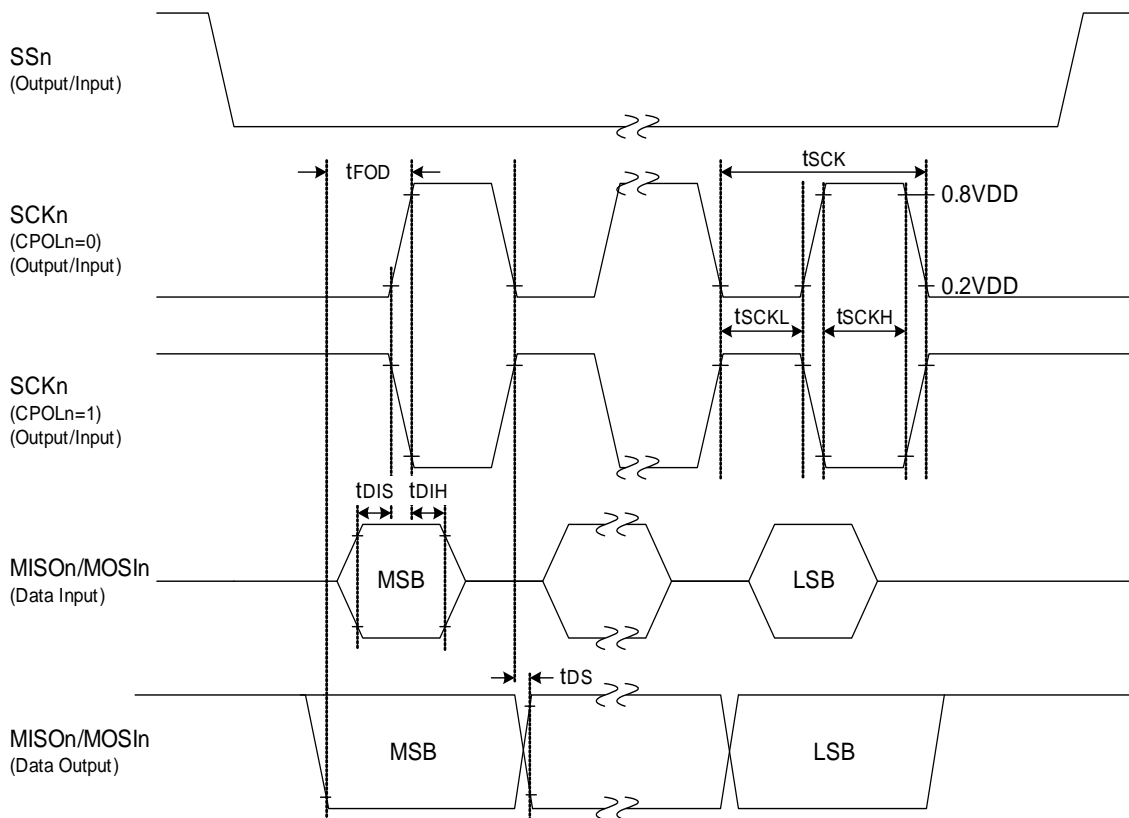 SSn
(Output/Input)
tSCK
tFOD
0.8VDD
SCKn
(CPOLn=0)
(Output/Input)
0.2VDD
tSCKL
tSCKH
SCKn
(CPOLn=1)
(Output/Input)
tDIS
tDIH
MISOn/MOSIn
(Data Input)
MSB
LSB
tDS
MISOn/MOSIn
(Data Output)
MSB
LSB